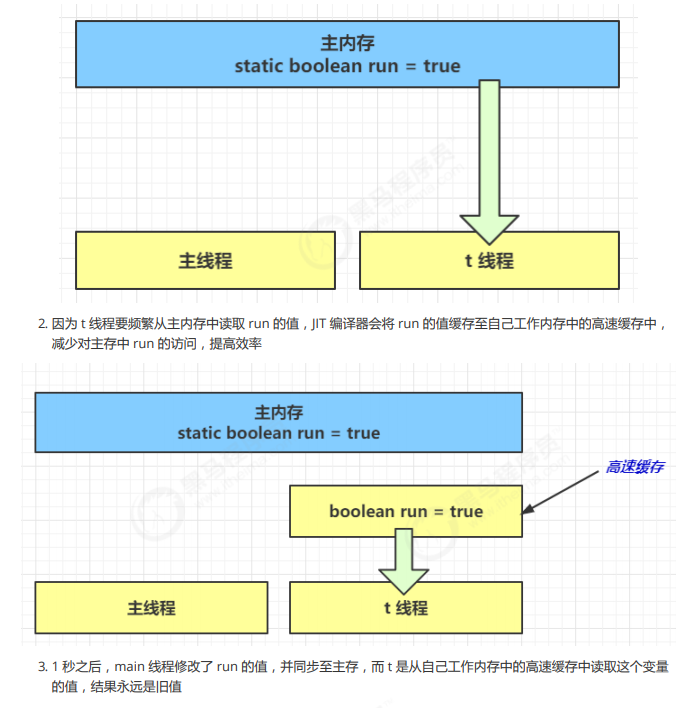 主内存
static boolean run = true
主线程
t 线程
2. 因为 t 线程要频繁从主内存中读取 run 的值，JIT 编译器会将 run 的值缓存至自己工作内存中的高速缓存中，
减少对主存中 run 的访问，提高效率
主内存
static boolean run = true
高速缓存
boolean run = true
主线程
t 线程
3. 1 秒之后，main 线程修改了 run 的值，并同步至主存，而 t 是从自己工作内存中的高速缓存中读取这个变量
的值，结果永远是旧值